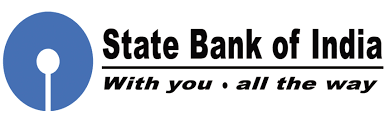 State Bank of India
With you • all the way